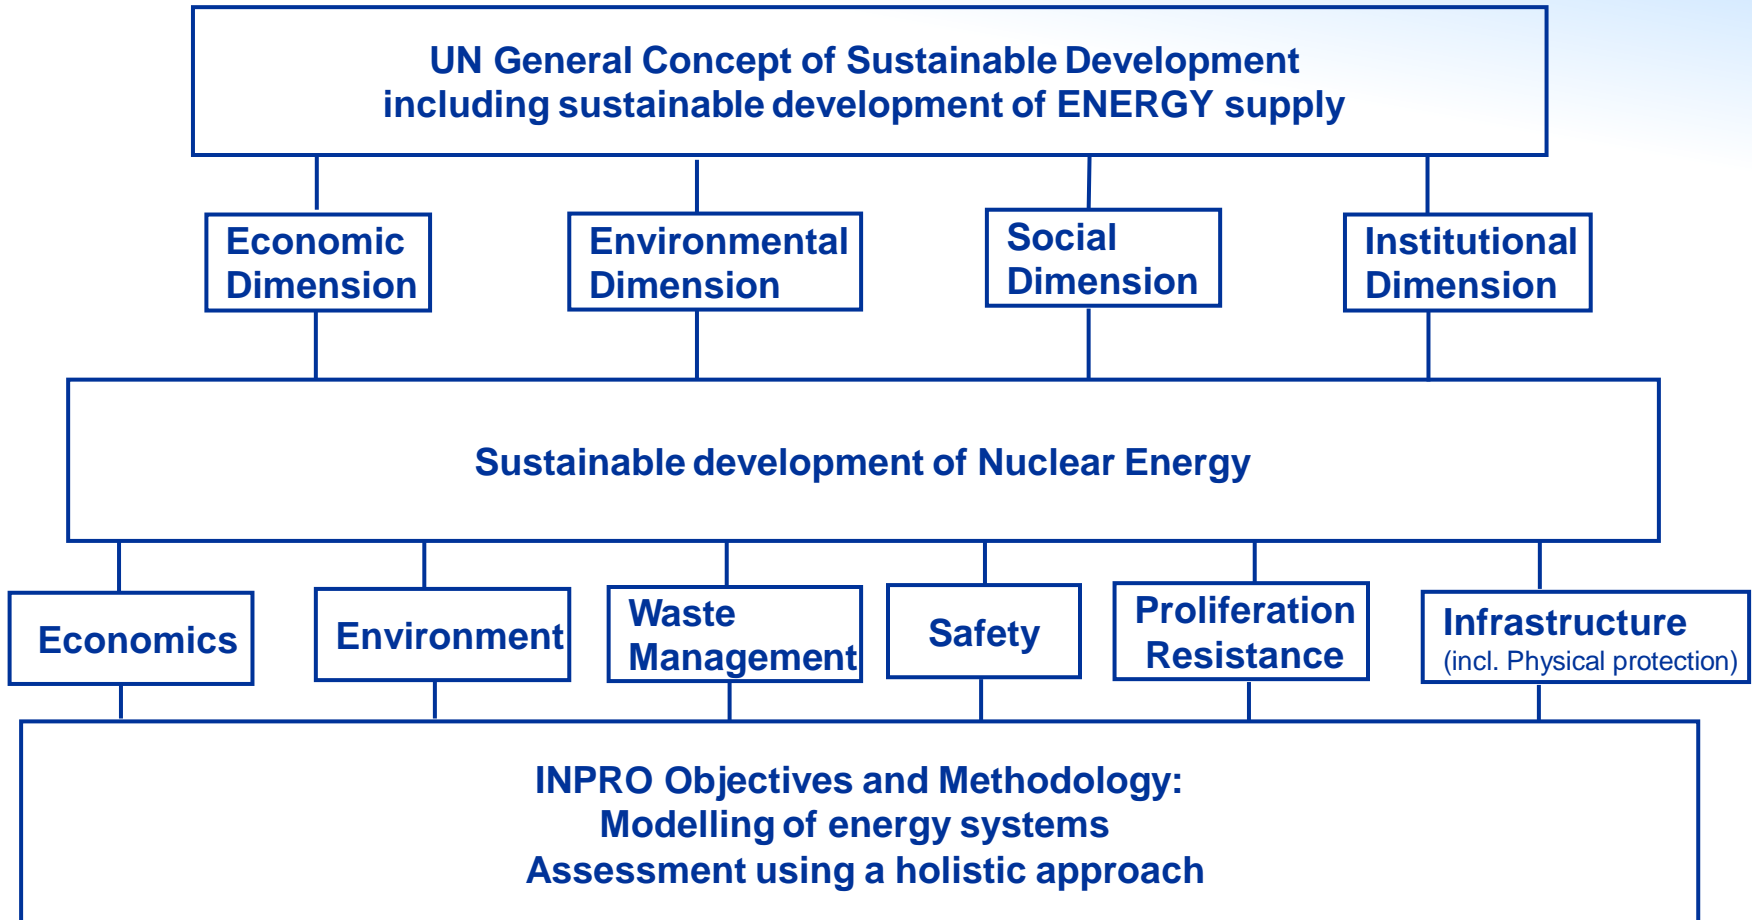 UN General Concept of Sustainable Development
including sustainable development of ENERGY supply
Economic
Dimension
Environmental
Dimension
Social
Dimension
Institutional
Dimension
Sustainable development of Nuclear Energy
Economics
Environment
Waste
Management
Safety
Proliferation
Resistance
Infrastructure
(incl. Physical protection)
INPRO Objectives and Methodology:
Modelling of energy systems
Assessment using a holistic approach